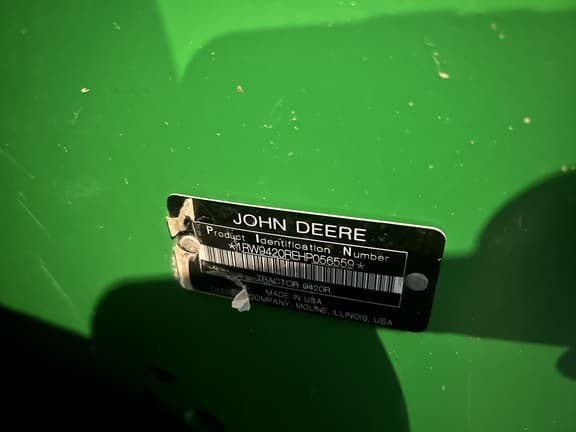 JOHN DEERE
Product Identification Number
*1RW9420REHP056559*
TRACTOR 9420R
MADE IN USA
COMPANY, MOLINE, ILLINOIS, USA